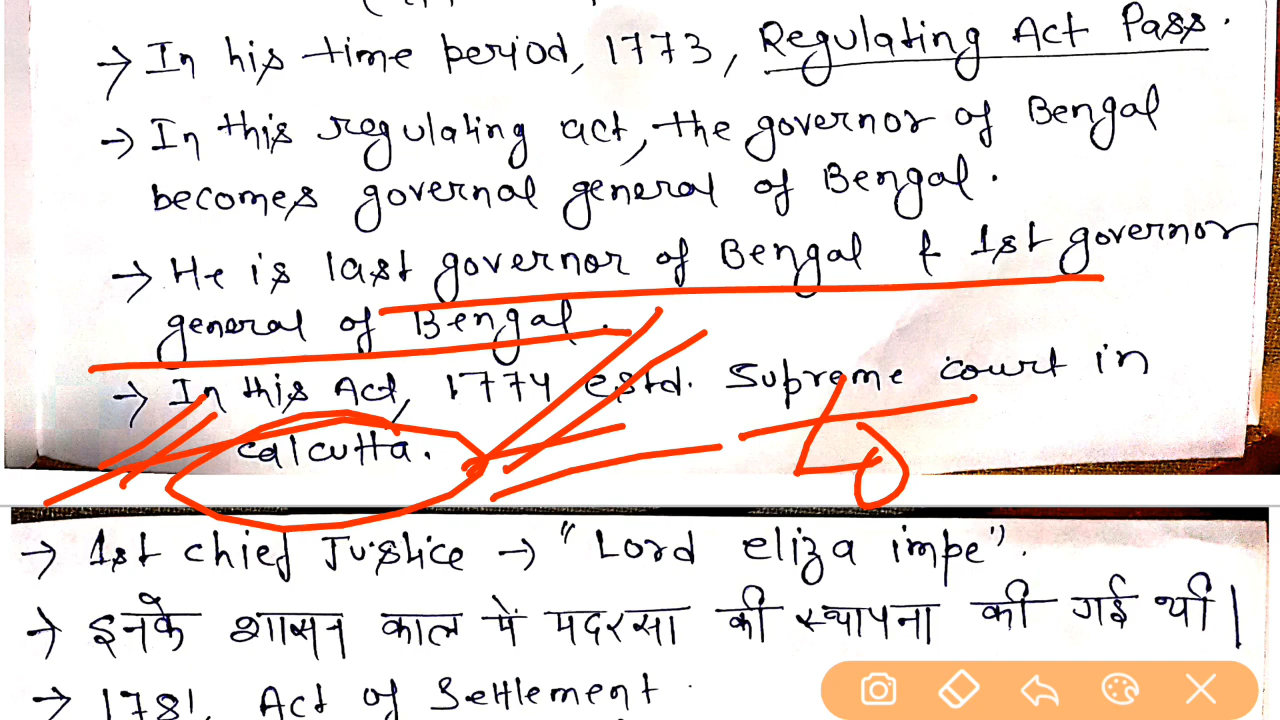 → In his time period, 1773, Regulating Act Pass.
→ In this regulating act, the governor of Bengal
becomes governal general of Bengal.
→ He is last governor of Bengal & 1st governor
general of Bengal.
→ In this Act, 1774 estd. Supreme court in
calcutta.
→ 1st chief Justice → "Lord eliza impe".
→ इनके शासन काल में मदरसा की स्थापना की गई थी।
→ 1781, Act of Settlement